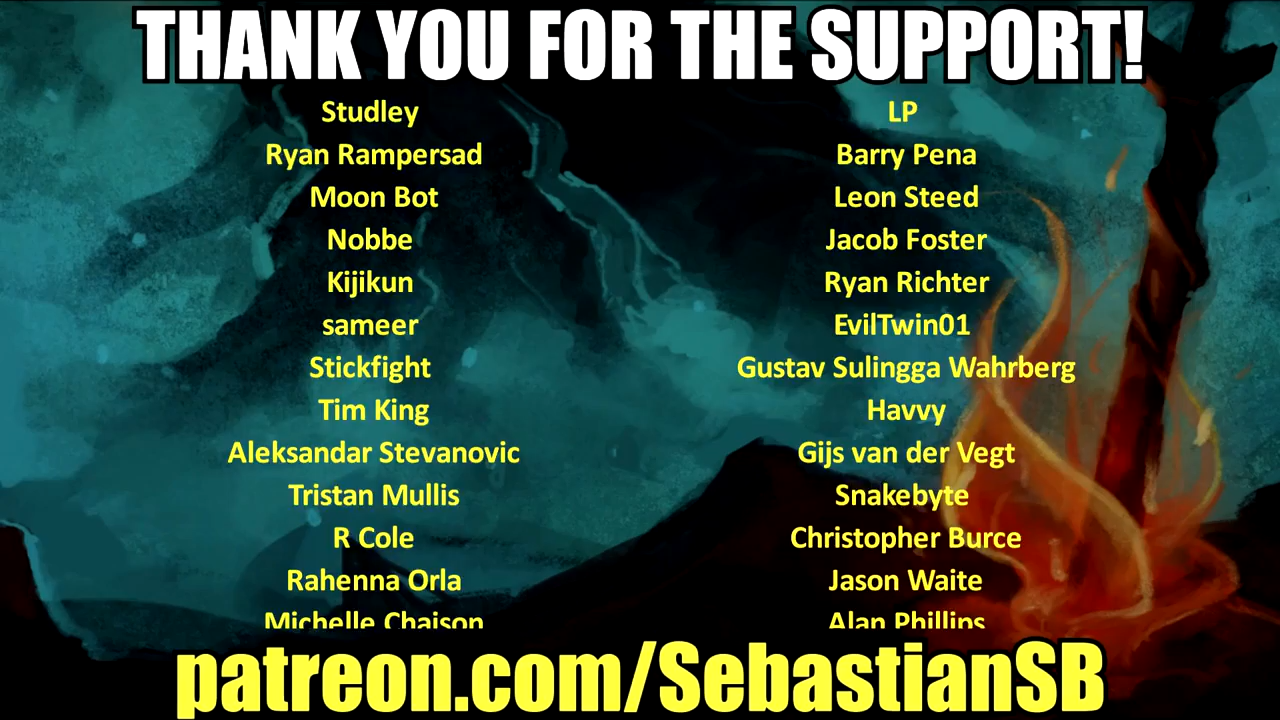 THANK YOU FOR THE SUPPORT!
Studley
Ryan Rampersad
Moon Bot
Nobbe
Kijikun
sameer
Stickfight
Tim King
Aleksandar Stevanovic
Tristan Mullis
R Cole
Rahenna Orla
Michelle Chaison
LP
Barry Pena
Leon Steed
Jacob Foster
Ryan Richter
EvilTwin01
Gustav Sulingga Wahrberg
Havvy
Gijs van der Vegt
Snakebyte
Christopher Burce
Jason Waite
Alan Phillips
patreon.com/SebastianSB